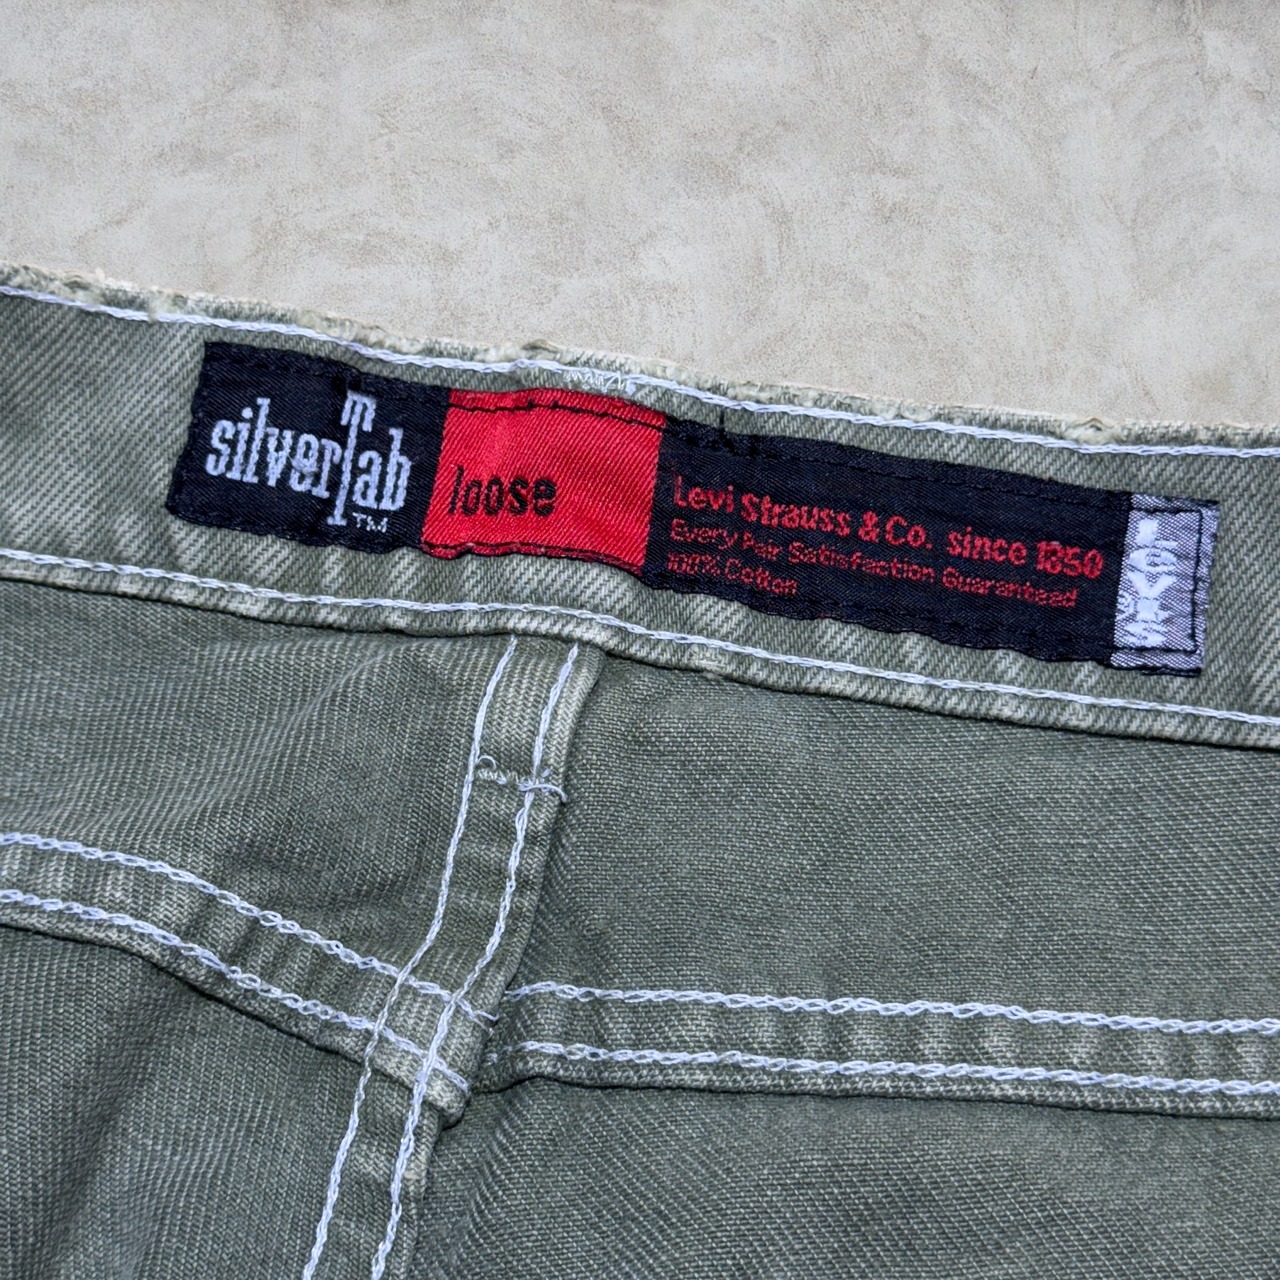 silverTab
TM
loose
Levi Strauss & Co. since 1850
Every Pair Satisfaction Guaranteed
100% Cotton